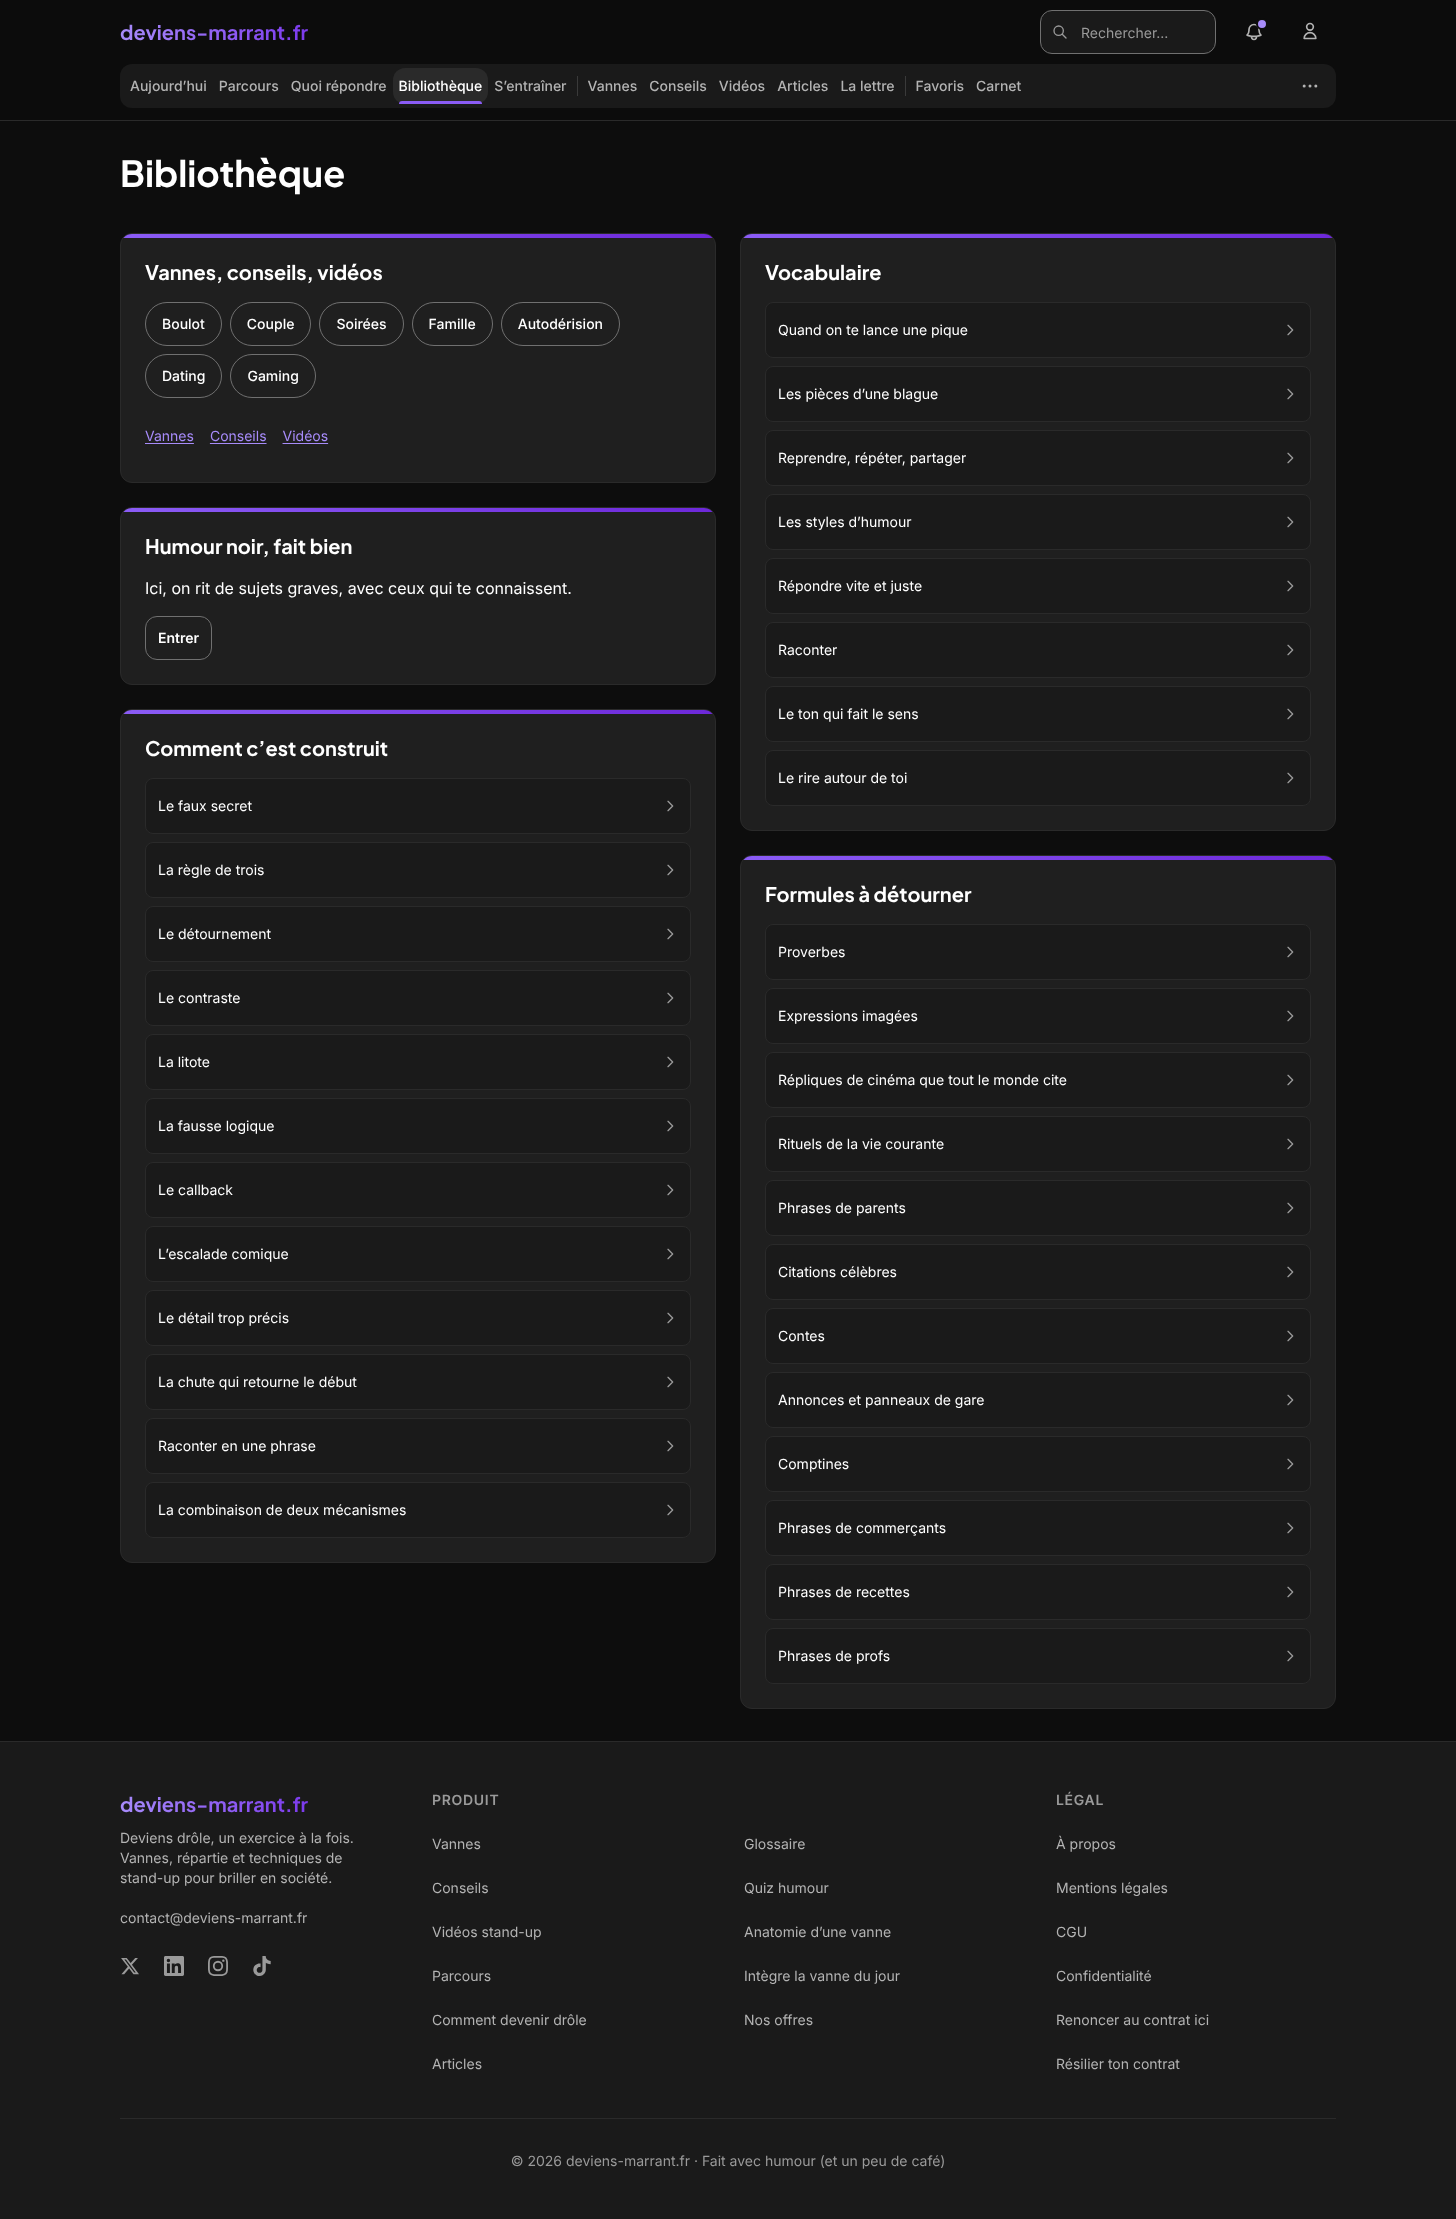 deviens-marrant.fr
Rechercher...
Aujourd’hui Parcours Quoi répondre Bibliothèque S’entraîner Vannes Conseils Vidéos Articles La lettre Favoris Carnet
Bibliothèque
Vannes, conseils, vidéos
Boulot Couple Soirées Famille Autodérision
Dating Gaming
Vannes Conseils Vidéos
Humour noir, fait bien
Ici, on rit de sujets graves, avec ceux qui te connaissent.
Entrer
Comment c’est construit
Le faux secret
La règle de trois
Le détournement
Le contraste
La litote
La fausse logique
Le callback
L’escalade comique
Le détail trop précis
La chute qui retourne le début
Raconter en une phrase
La combinaison de deux mécanismes
Vocabulaire
Quand on te lance une pique
Les pièces d’une blague
Reprendre, répéter, partager
Les styles d’humour
Répondre vite et juste
Raconter
Le ton qui fait le sens
Le rire autour de toi
Formules à détourner
Proverbes
Expressions imagées
Répliques de cinéma que tout le monde cite
Rituels de la vie courante
Phrases de parents
Citations célèbres
Contes
Annonces et panneaux de gare
Comptines
Phrases de commerçants
Phrases de recettes
Phrases de profs
deviens-marrant.fr
Deviens drôle, un exercice à la fois.
Vannes, répartie et techniques de
stand-up pour briller en société.
contact@deviens-marrant.fr
PRODUIT
Vannes
Conseils
Vidéos stand-up
Parcours
Comment devenir drôle
Articles
Glossaire
Quiz humour
Anatomie d’une vanne
Intègre la vanne du jour
Nos offres
LÉGAL
À propos
Mentions légales
CGU
Confidentialité
Renoncer au contrat ici
Résilier ton contrat
© 2026 deviens-marrant.fr · Fait avec humour (et un peu de café)